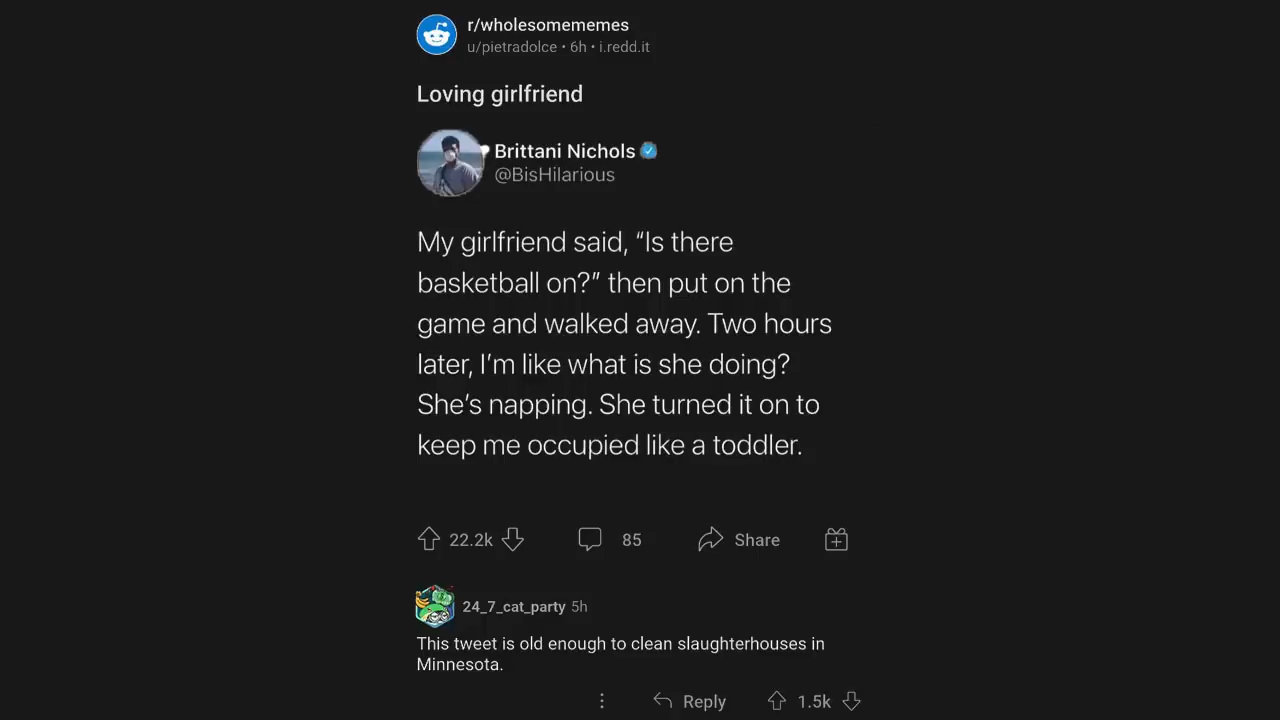 r/wholesomememes
u/pietradolce • 6h • i.redd.it
Loving girlfriend
Brittani Nichols
@BisHilarious
My girlfriend said, “Is there
basketball on?” then put on the
game and walked away. Two hours
later, I’m like what is she doing?
She’s napping. She turned it on to
keep me occupied like a toddler.
22.2k 85 Share
24_7_cat_party 5h
This tweet is old enough to clean slaughterhouses in
Minnesota.
Reply 1.5k